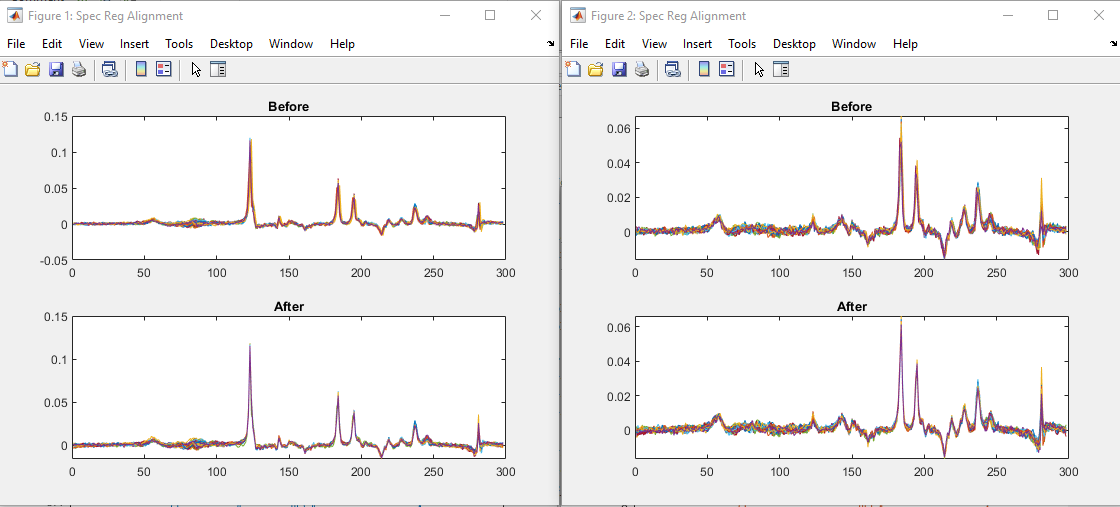 Figure 1: Spec Reg Alignment
File Edit View Insert Tools Desktop Window Help
Before
0.15
0.1
0.05
0
-0.05
0 50 100 150 200 250 300
After
0.15
0.1
0.05
0
0 50 100 150 200 250 300
Figure 2: Spec Reg Alignment
File Edit View Insert Tools Desktop Window Help
Before
0.06
0.04
0.02
0
0 50 100 150 200 250 300
After
0.06
0.04
0.02
0
0 50 100 150 200 250 300